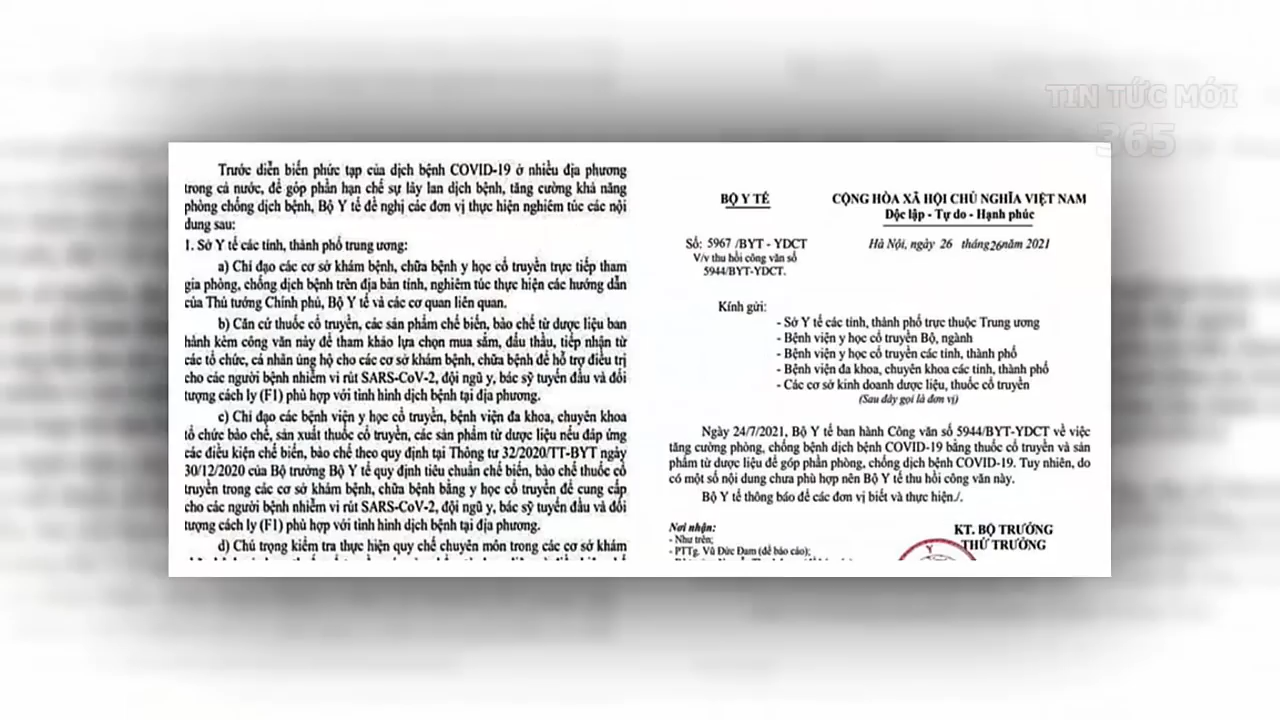 TIN TỨC MỚI
365
Trước diễn biến phức tạp của dịch bệnh COVID-19 ở nhiều địa phương
trong cả nước, để góp phần hạn chế sự lây lan dịch bệnh, tăng cường khả năng
phòng chống dịch bệnh, Bộ Y tế đề nghị các đơn vị thực hiện nghiêm túc các nội
dung sau:
1. Sở Y tế các tỉnh, thành phố trung ương:
a) Chỉ đạo các cơ sở khám bệnh, chữa bệnh y học cổ truyền trực tiếp tham
gia phòng, chống dịch bệnh trên địa bàn tỉnh, nghiêm túc thực hiện các hướng dẫn
của Thủ tướng Chính phủ, Bộ Y tế và các cơ quan liên quan.
b) Căn cứ thuốc cổ truyền, các sản phẩm chế biến, bào chế từ dược liệu ban
hành kèm công văn này để tham khảo lựa chọn mua sắm, đấu thầu, tiếp nhận từ
các tổ chức, cá nhân ủng hộ cho các cơ sở khám bệnh, chữa bệnh để hỗ trợ điều trị
cho các người bệnh nhiễm vi rút SARS-CoV-2, đội ngũ y, bác sỹ tuyến đầu và đối
tượng cách ly (F1) phù hợp với tình hình dịch bệnh tại địa phương.
c) Chỉ đạo các bệnh viện y học cổ truyền, bệnh viện đa khoa, chuyên khoa
tổ chức bào chế, sản xuất thuốc cổ truyền, các sản phẩm từ dược liệu nếu đáp ứng
các điều kiện chế biến, bào chế theo quy định tại Thông tư 32/2020/TT-BYT ngày
30/12/2020 của Bộ trưởng Bộ Y tế quy định tiêu chuẩn chế biến, bào chế thuốc cổ
truyền trong các cơ sở khám bệnh, chữa bệnh bằng y học cổ truyền để cung cấp
cho các người bệnh nhiễm vi rút SARS-CoV-2, đội ngũ y, bác sỹ tuyến đầu và đối
tượng cách ly (F1) phù hợp với tình hình dịch bệnh tại địa phương.
d) Chú trọng kiểm tra thực hiện quy chế chuyên môn trong các cơ sở khám
BỘ Y TẾ
CỘNG HÒA XÃ HỘI CHỦ NGHĨA VIỆT NAM
Độc lập - Tự do - Hạnh phúc
Số: 5967 /BYT - YDCT
V/v thu hồi công văn số
5944/BYT-YDCT.
Hà Nội, ngày 26 tháng26năm 2021
Kính gửi:
- Sở Y tế các tỉnh, thành phố trực thuộc Trung ương
- Bệnh viện y học cổ truyền Bộ, ngành
- Bệnh viện y học cổ truyền các tỉnh, thành phố
- Bệnh viện đa khoa, chuyên khoa các tỉnh, thành phố
- Các cơ sở kinh doanh dược liệu, thuốc cổ truyền
(Sau đây gọi là đơn vị)
Ngày 24/7/2021, Bộ Y tế ban hành Công văn số 5944/BYT-YDCT về việc
tăng cường phòng, chống bệnh dịch COVID-19 bằng thuốc cổ truyền và sản
phẩm từ dược liệu để góp phần phòng, chống dịch bệnh COVID-19. Tuy nhiên, do
có một số nội dung chưa phù hợp nên Bộ Y tế thu hồi công văn này.
Bộ Y tế thông báo để các đơn vị biết và thực hiện./.
Nơi nhận:
- Như trên;
- PTTg. Vũ Đức Đam (để báo cáo);
KT. BỘ TRƯỞNG
THỨ TRƯỞNG
Y